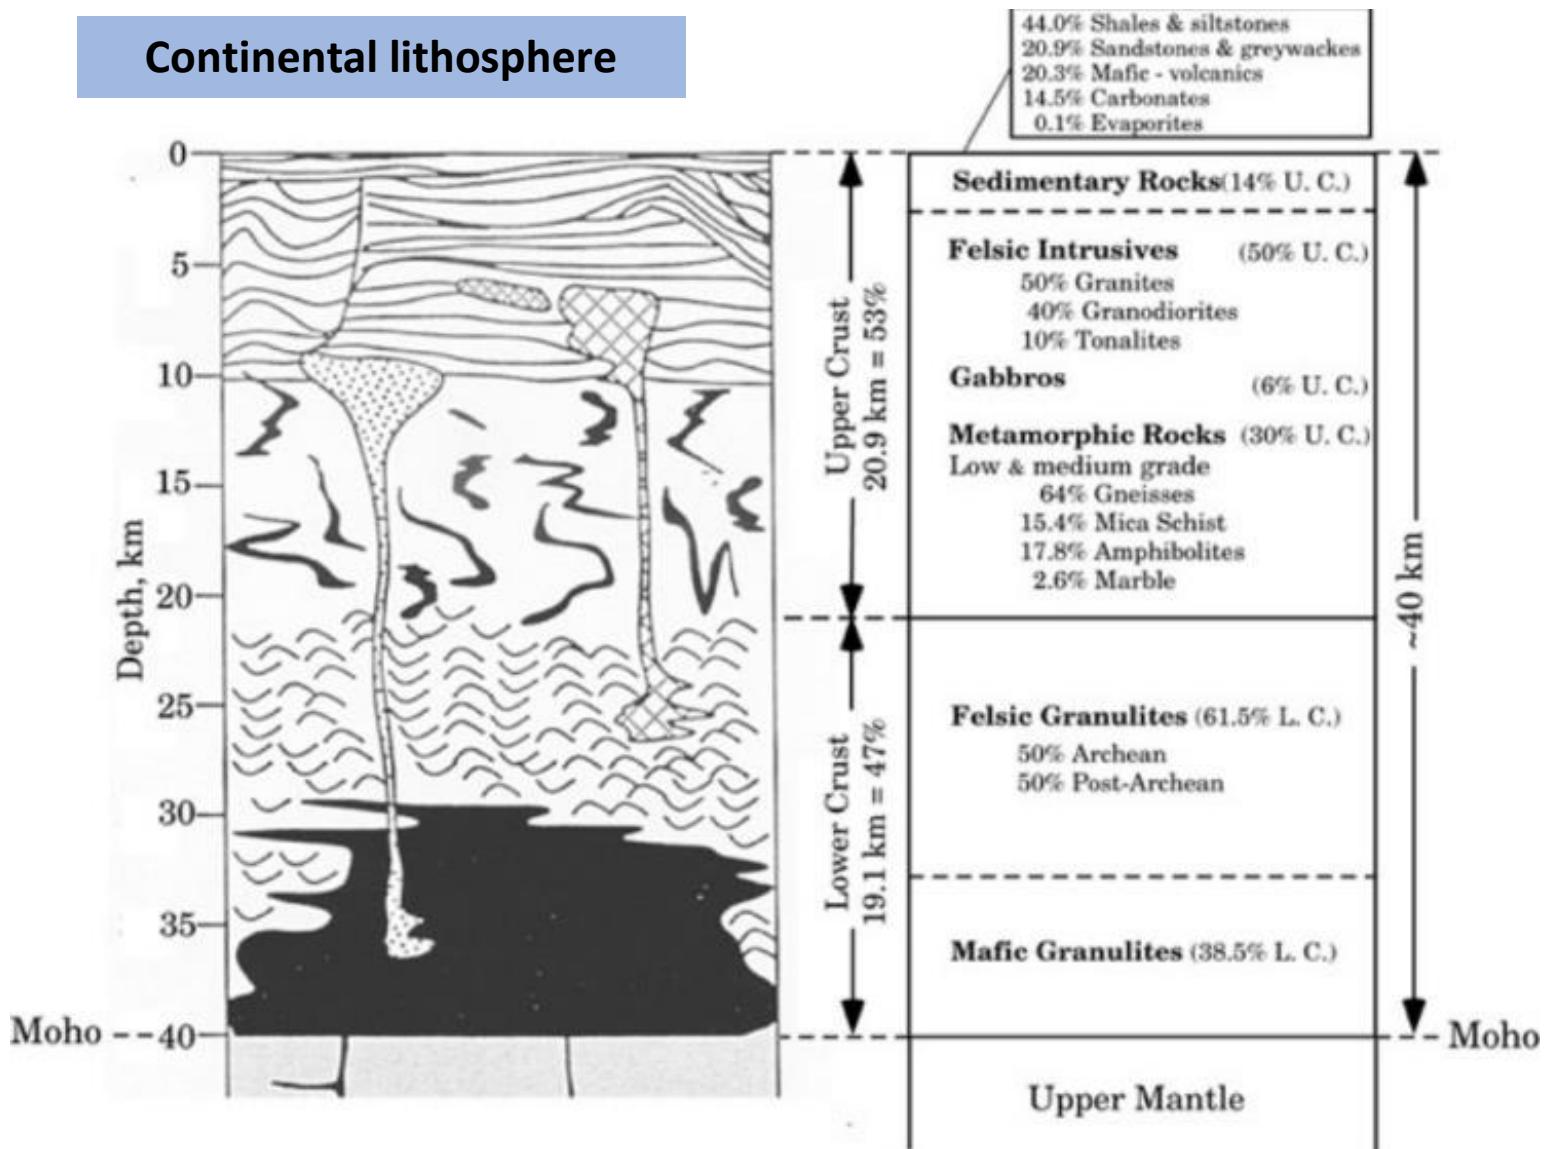 Continental lithosphere
44.0% Shales & siltstones
20.9% Sandstones & greywackes
20.3% Mafic - volcanics
14.5% Carbonates
0.1% Evaporites
Depth, km
0
5
10
15
20
25
30
35
Moho
40
Upper Crust
20.9 km = 53%
Lower Crust
19.1 km = 47%
Sedimentary Rocks (14% U. C.)
Felsic Intrusives (50% U. C.)
50% Granites
40% Granodiorites
10% Tonalites
Gabbros (6% U. C.)
Metamorphic Rocks (30% U. C.)
Low & medium grade
64% Gneisses
15.4% Mica Schist
17.8% Amphibolites
2.6% Marble
Felsic Granulites (61.5% L. C.)
50% Archean
50% Post-Archean
Mafic Granulites (38.5% L. C.)
Upper Mantle
~40 km
Moho